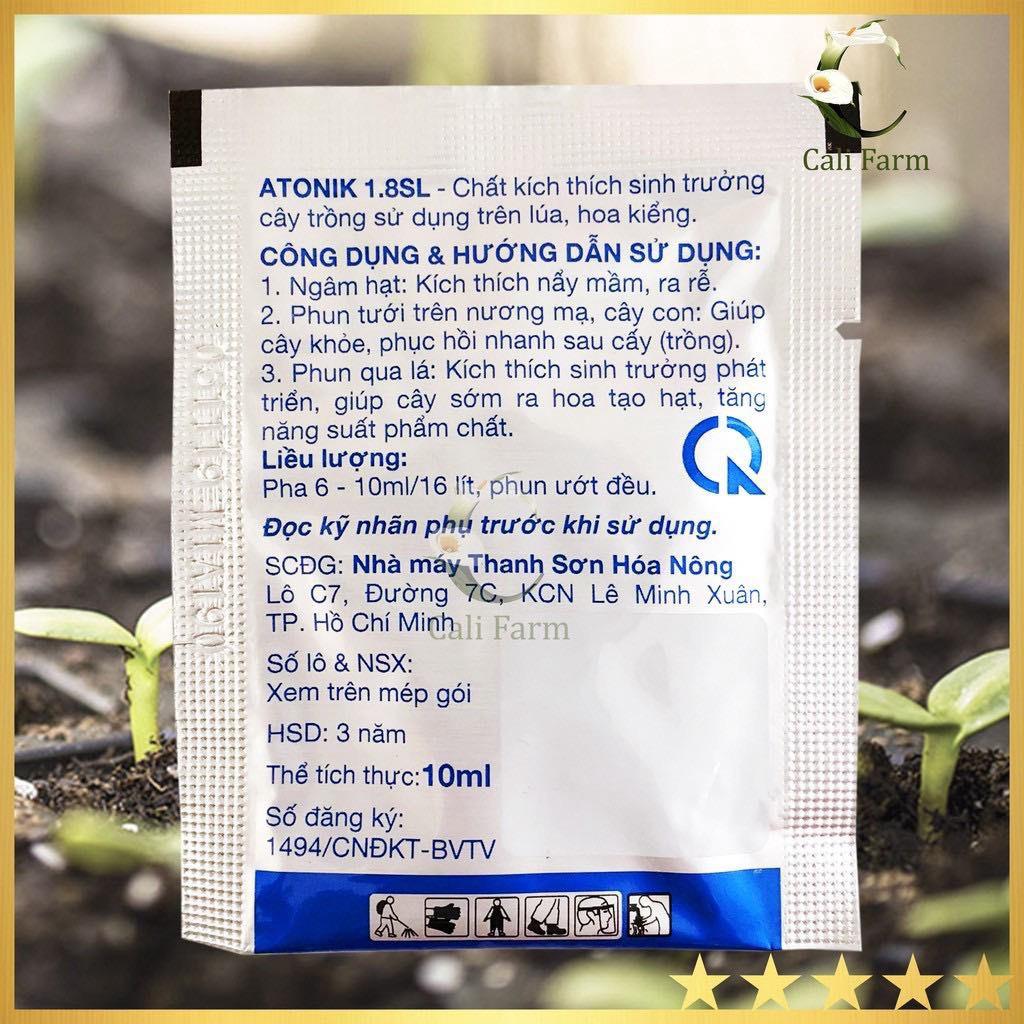 Cali Farm
ATONIK 1.8SL - Chất kích thích sinh trưởng
cây trồng sử dụng trên lúa, hoa kiểng.
CÔNG DỤNG & HƯỚNG DẪN SỬ DỤNG:
1. Ngâm hạt: Kích thích nẩy mầm, ra rễ.
2. Phun tưới trên nương mạ, cây con: Giúp
cây khỏe, phục hồi nhanh sau cấy (trồng).
3. Phun qua lá: Kích thích sinh trưởng phát
triển, giúp cây sớm ra hoa tạo hạt, tăng
năng suất phẩm chất.
Liều lượng:
Pha 6 - 10ml/16 lít, phun ướt đều.
Đọc kỹ nhãn phụ trước khi sử dụng.
SCĐG: Nhà máy Thanh Sơn Hóa Nông
Lô C7, Đường 7C, KCN Lê Minh Xuân,
TP. Hồ Chí Minh
Cali Farm
Số lô & NSX:
Xem trên mép gói
HSD: 3 năm
Thể tích thực: 10ml
Số đăng ký:
1494/CNĐKT-BVTV